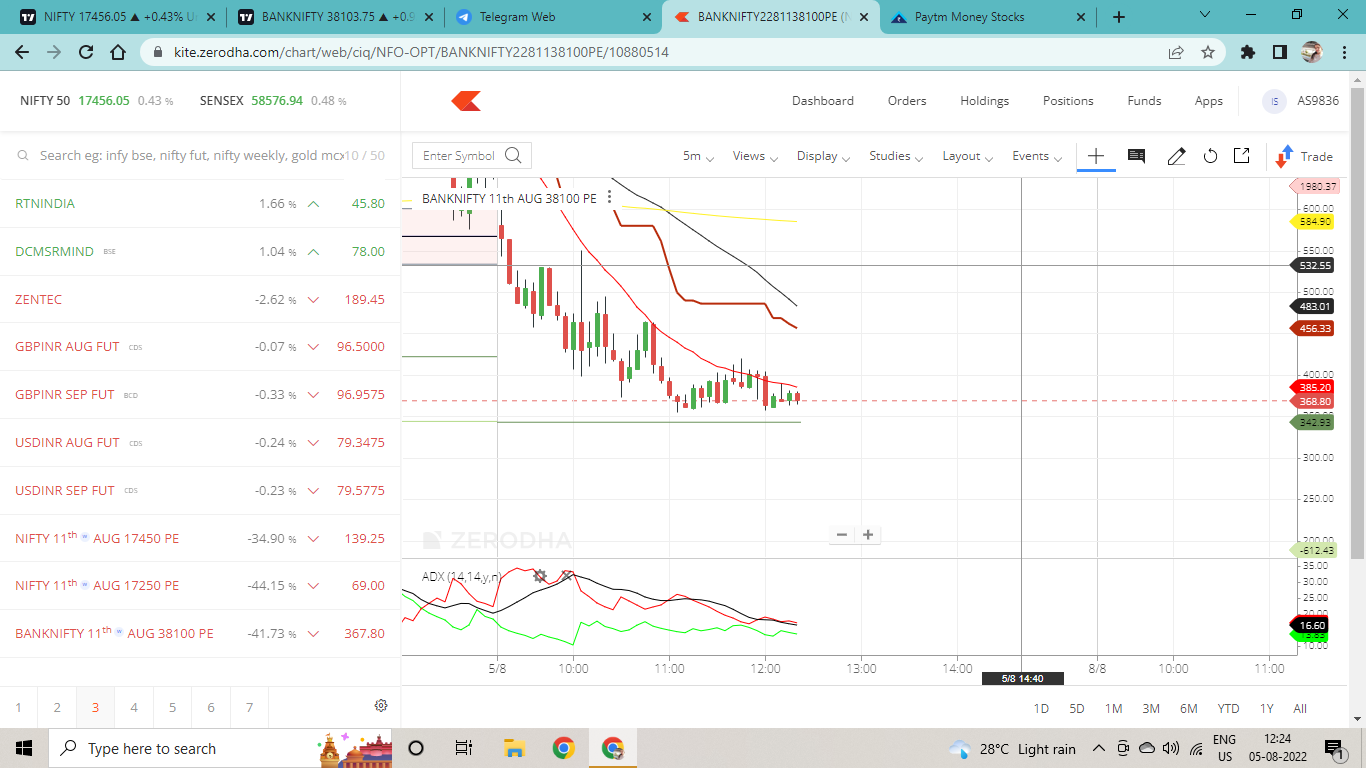 NIFTY 17456.05 ▲ +0.43% U
BANKNIFTY 38103.75 ▲ +0.9
Telegram Web
BANKNIFTY2281138100PE (N
Paytm Money Stocks
kite.zerodha.com/chart/web/ciq/NFO-OPT/BANKNIFTY2281138100PE/10880514
NIFTY 50 17456.05 0.43 % SENSEX 58576.94 0.48 %
Dashboard Orders Holdings Positions Funds Apps IS AS9836
Search eg: infy bse, nifty fut, nifty weekly, gold mcx 10 / 50
Enter Symbol 5m Views Display Studies Layout Events Trade
RTNINDIA 1.66 % 45.80
DCMSRMIND BSE 1.04 % 78.00
ZENTEC -2.62 % 189.45
GBPINR AUG FUT CDS -0.07 % 96.5000
GBPINR SEP FUT BCD -0.33 % 96.9575
USDINR AUG FUT CDS -0.24 % 79.3475
USDINR SEP FUT CDS -0.23 % 79.5775
NIFTY 11th w AUG 17450 PE -34.90 % 139.25
NIFTY 11th w AUG 17250 PE -44.15 % 69.00
BANKNIFTY 11th w AUG 38100 PE -41.73 % 367.80
1 2 3 4 5 6 7
BANKNIFTY 11th AUG 38100 PE
1980.37
600.00
584.90
550.00
532.55
500.00
483.01
456.33
400.00
385.20
368.80
342.93
300.00
250.00
200.00
-612.43
ZERODHA
ADX (14,14,y,n)
35.00
30.00
25.00
20.00
16.60
10.00
5/8 10:00 11:00 12:00 13:00 14:00 8/8 10:00 11:00
5/8 14:40
1D 5D 1M 3M 6M YTD 1Y All
Type here to search
28°C Light rain
ENG
US
12:24
05-08-2022
1